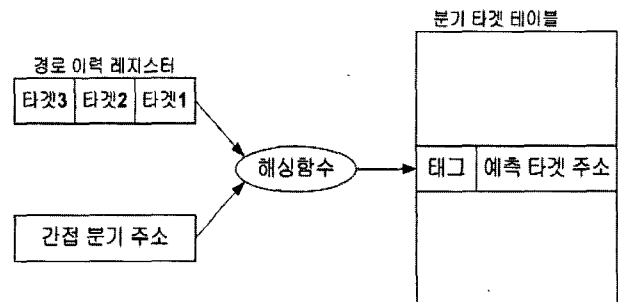 분기 타겟 테이블
경로 이력 레지스터
타겟3 타겟2 타겟1
해싱함수
태그 예측 타겟 주소
간접 분기 주소